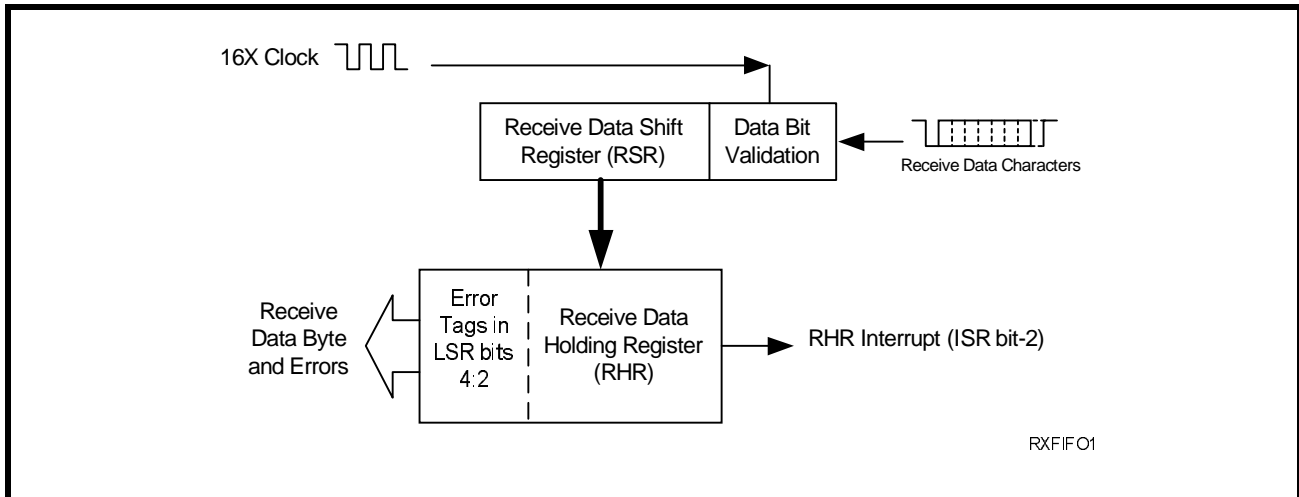 16X Clock
Receive Data Shift
Register (RSR)
Data Bit
Validation
Receive Data Characters
Receive
Data Byte
and Errors
Error
Tags in
LSR bits
4:2
Receive Data
Holding Register
(RHR)
RHR Interrupt (ISR bit-2)
RXFIFO1